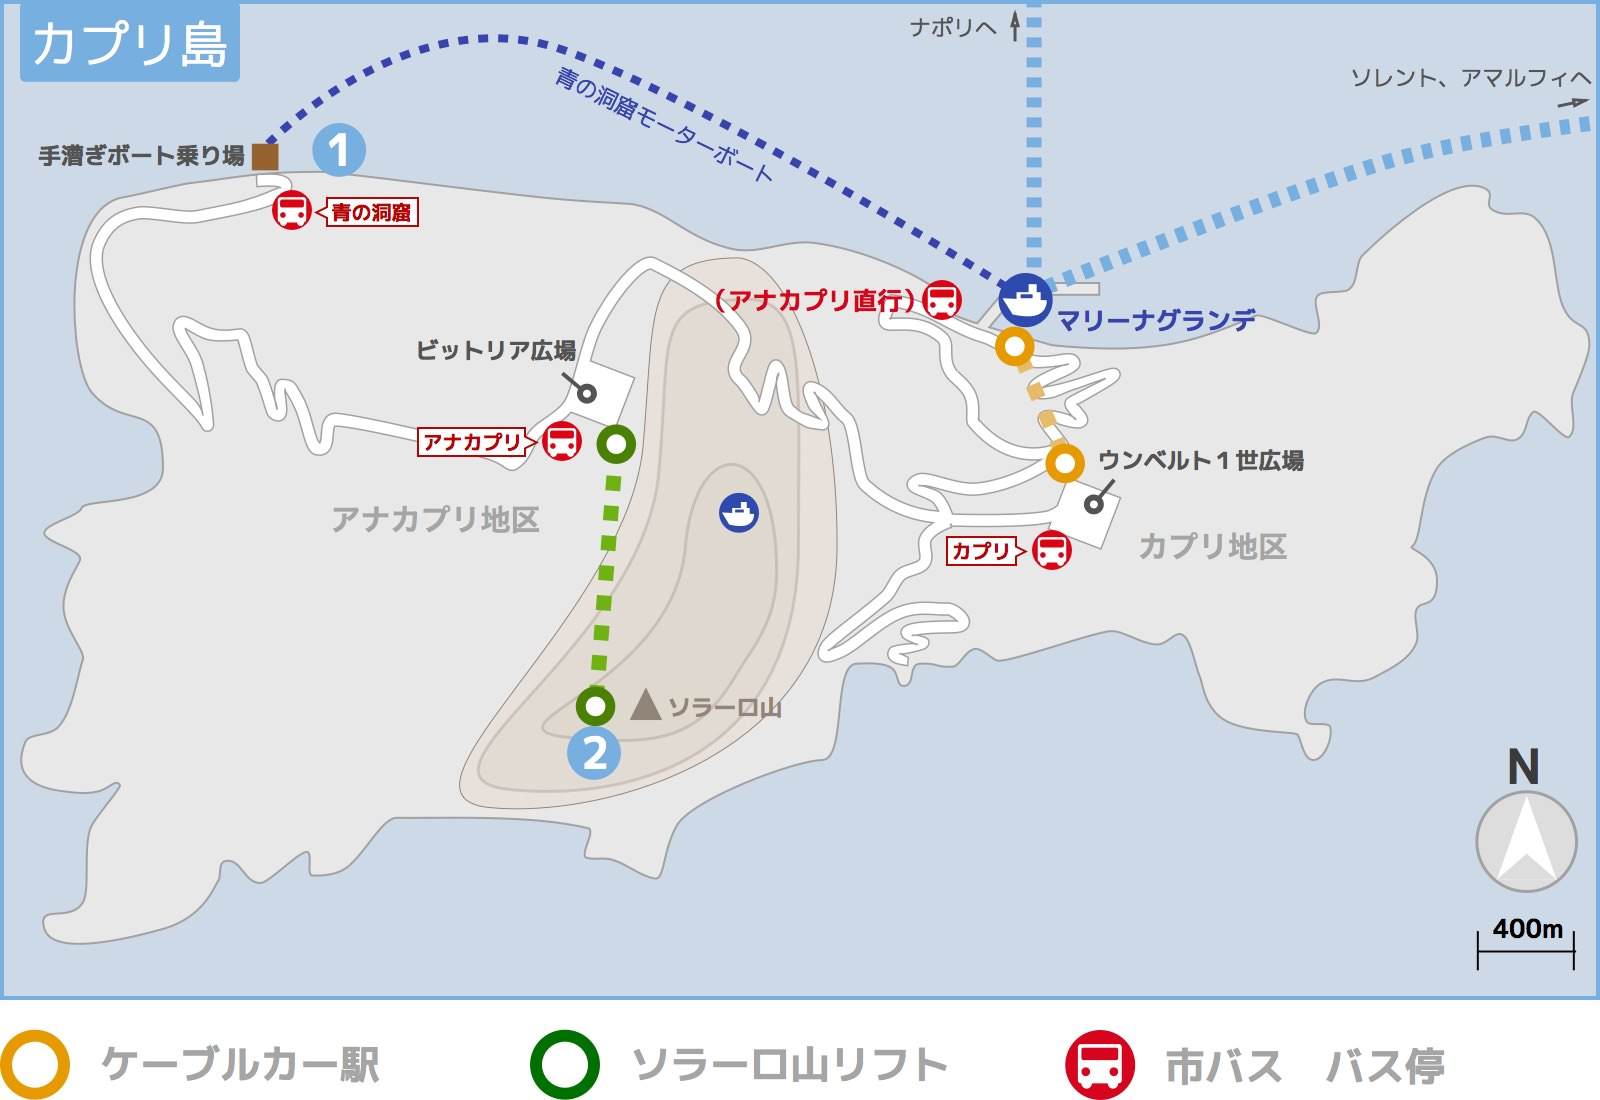 カプリ島
ナポリへ
ソレント、アマルフィへ
青の洞窟モーターボート
手漕ぎボート乗り場
1
青の洞窟
（アナカプリ直行）
マリーナグランデ
ビットリア広場
アナカプリ
ウンベルト１世広場
アナカプリ地区
カプリ
カプリ地区
ソラーロ山
2
N
400m
ケーブルカー駅
ソラーロ山リフト
市バス　バス停